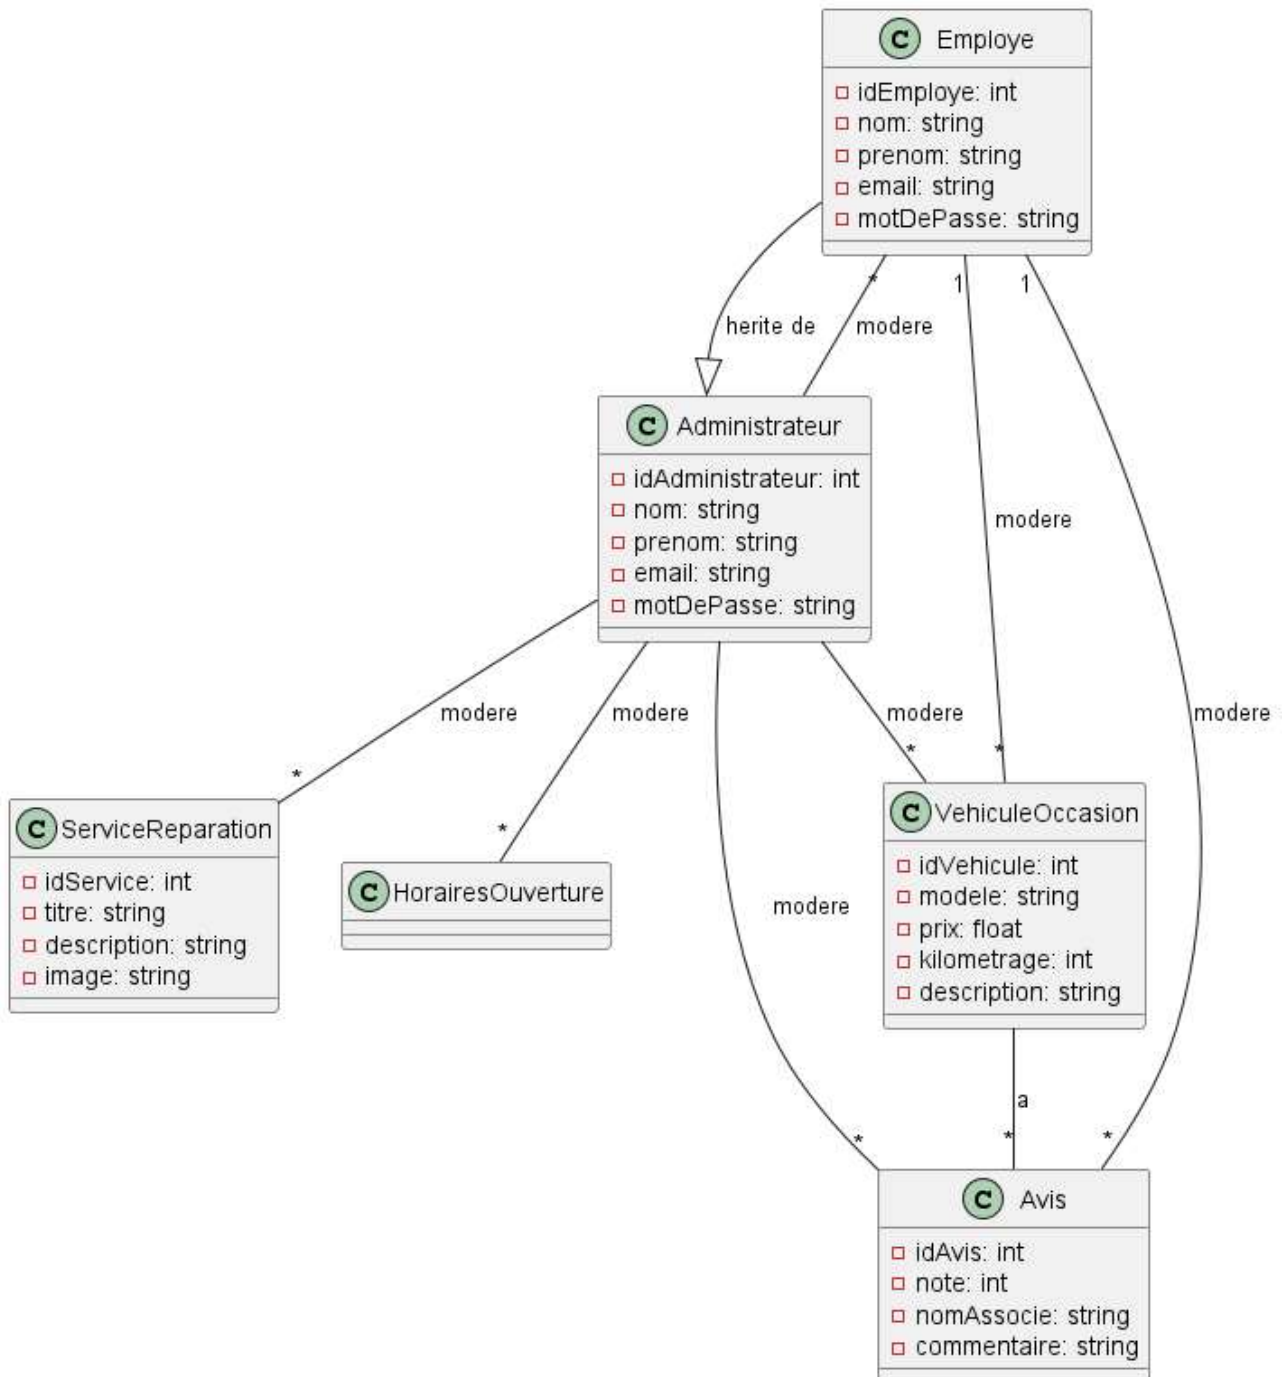 C Employe
idEmploye: int
nom: string
prenom: string
email: string
motDePasse: string
* 1 1
herite de modere
C Administrateur
idAdministrateur: int
nom: string
prenom: string
email: string
motDePasse: string
modere
modere modere modere modere
* *
*
*
C ServiceReparation
idService: int
titre: string
description: string
image: string
C HorairesOuverture
C VehiculeOccasion
idVehicule: int
modele: string
prix: float
kilometrage: int
description: string
modere
a
* * *
C Avis
idAvis: int
note: int
nomAssocie: string
commentaire: string